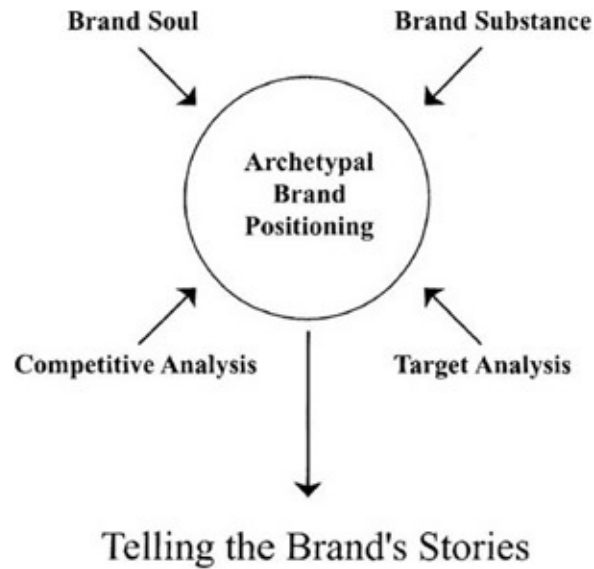 Brand Soul
Brand Substance
Archetypal
Brand
Positioning
Competitive Analysis
Target Analysis
Telling the Brand's Stories